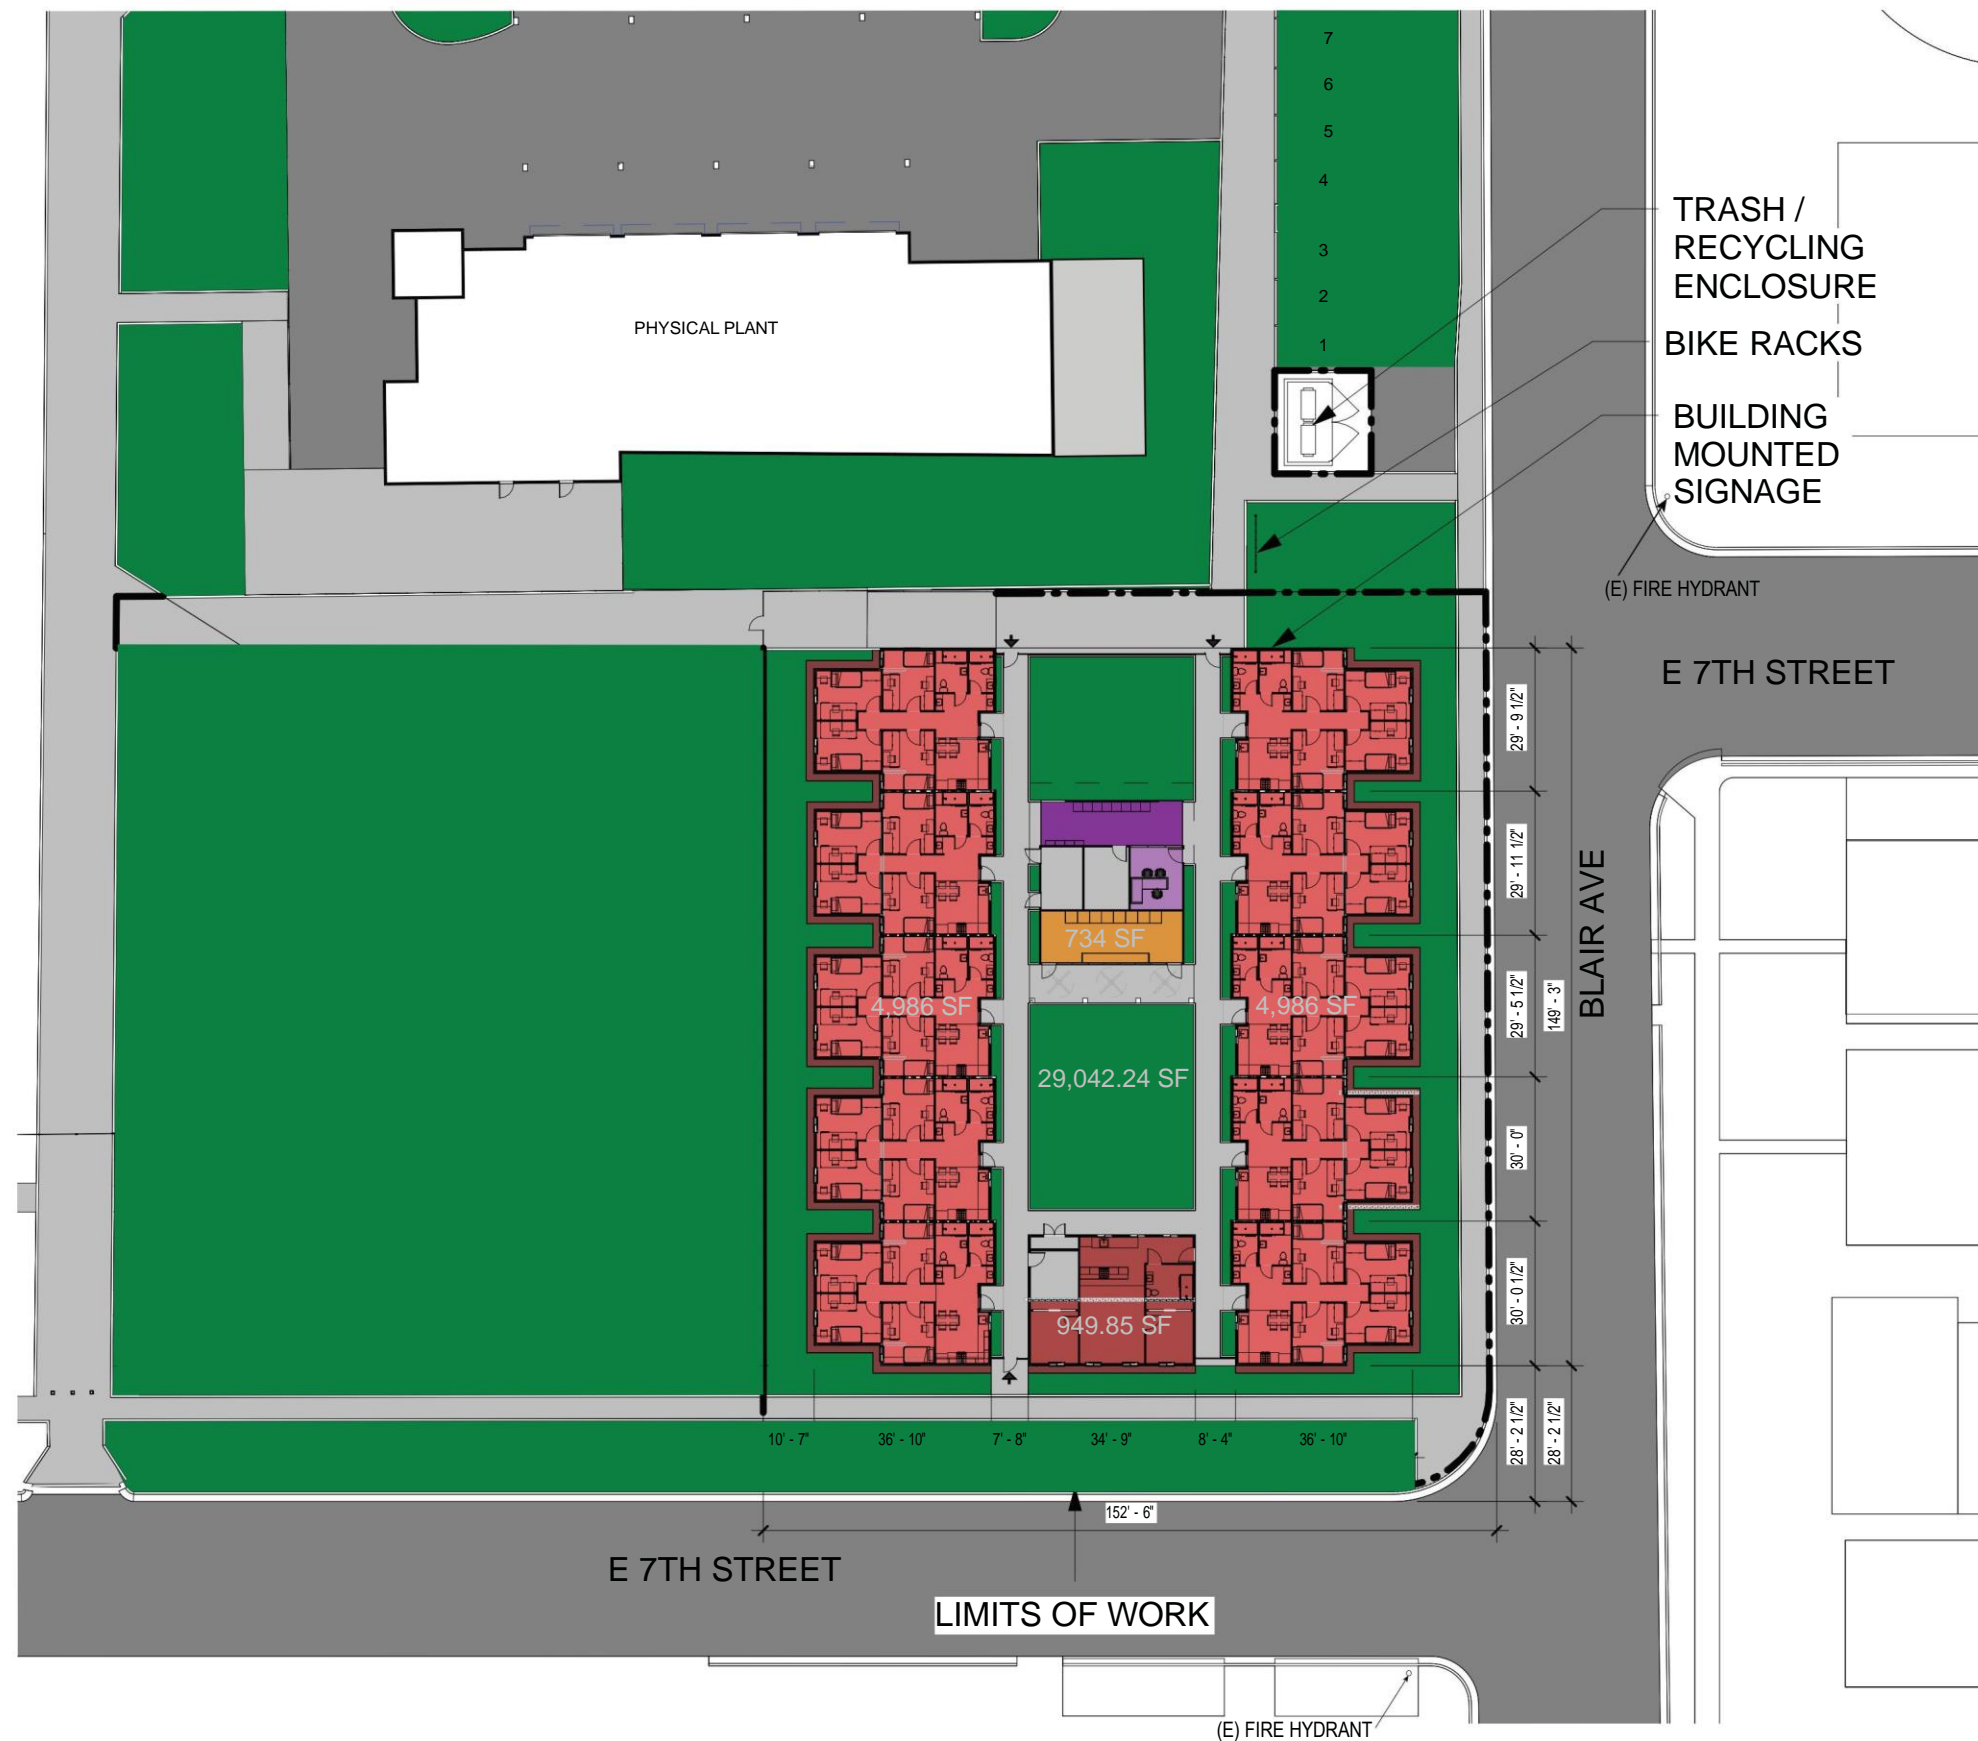 7
6
5
4
3
2
1
TRASH /
RECYCLING
ENCLOSURE
BIKE RACKS
BUILDING
MOUNTED
SIGNAGE
PHYSICAL PLANT
(E) FIRE HYDRANT
E 7TH STREET
BLAIR AVE
29' - 9 1/2"
29' - 11 1/2"
29' - 5 1/2"
149' - 3"
30' - 0"
30' - 0 1/2"
28' - 2 1/2"
28' - 2 1/2"
734 SF
4,986 SF
4,986 SF
29,042.24 SF
949.85 SF
10' - 7"
36' - 10"
7' - 8"
34' - 9"
8' - 4"
36' - 10"
152' - 6"
E 7TH STREET
LIMITS OF WORK
(E) FIRE HYDRANT